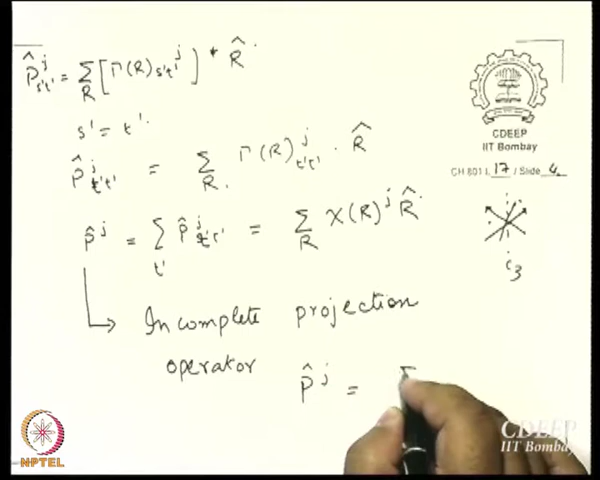 P̂ʲₛ't' = Σ_R [Γ(R)ₛ't'ʲ]* R̂
s' = t'
P̂ʲₜ't' = Σ_R Γ(R)ʲₜ't' · R̂
P̂ʲ = Σ_t' P̂ʲₜ't' = Σ_R χ(R)ʲ R̂
Incomplete projection
operator
P̂ʲ = Σ
CDEEP
IIT Bombay
CH 801 L 17 / Slide 4
C₃
NPTEL
CDEEP
IIT Bombay